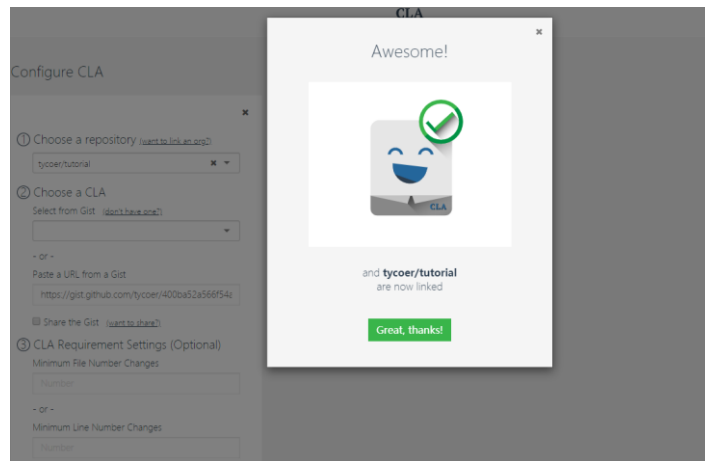 CLA
Configure CLA
① Choose a repository (want to link an org?)
tycoer/tutorial
② Choose a CLA
Select from Gist (don't have one?)
- or -
Paste a URL from a Gist
https://gist.github.com/tycoer/400ba52a566f54a
Share the Gist (want to share?)
③ CLA Requirement Settings (Optional)
Minimum File Number Changes
Number
- or -
Minimum Line Number Changes
Number
Awesome!
CLA
and tycoer/tutorial
are now linked
Great, thanks!